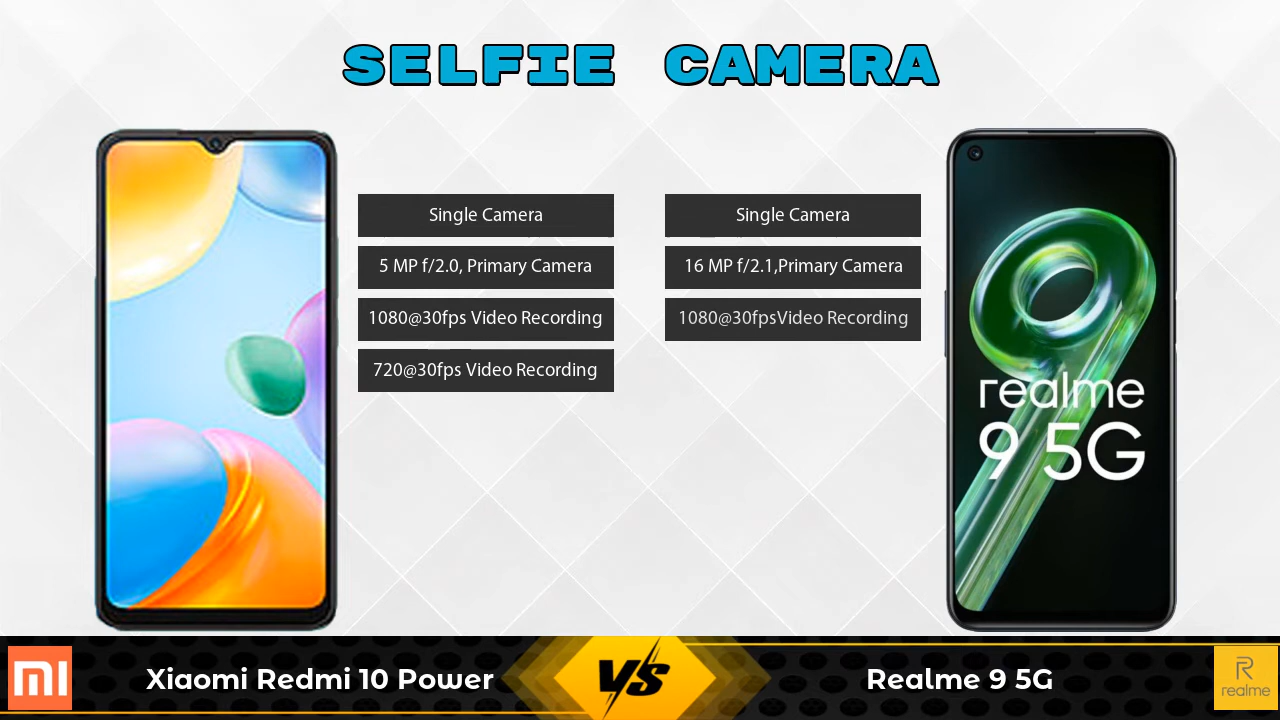 SELFIE CAMERA
Single Camera
5 MP f/2.0, Primary Camera
1080@30fps Video Recording
720@30fps Video Recording
Single Camera
16 MP f/2.1,Primary Camera
1080@30fpsVideo Recording
realme
9 5G
MI
Xiaomi Redmi 10 Power
VS
Realme 9 5G
R
realme